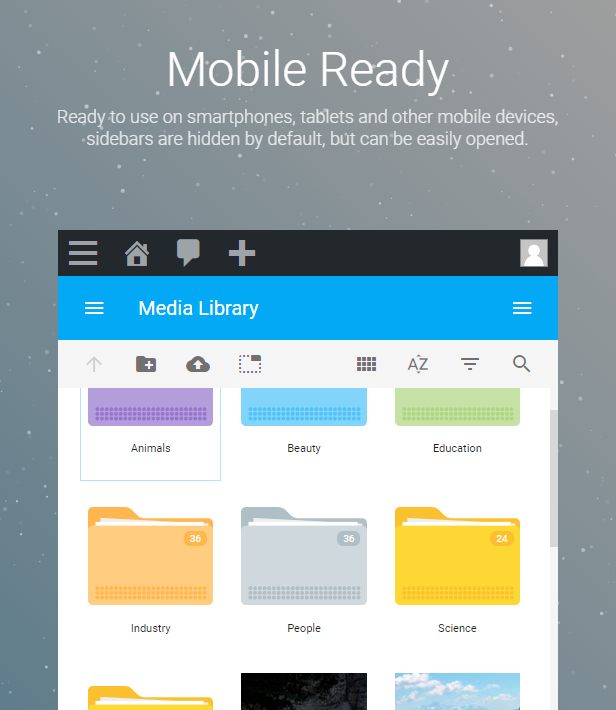 Mobile Ready
Ready to use on smartphones, tablets and other mobile devices,
sidebars are hidden by default, but can be easily opened.
Media Library
AZ
Animals
Beauty
Education
36
36
24
Industry
People
Science